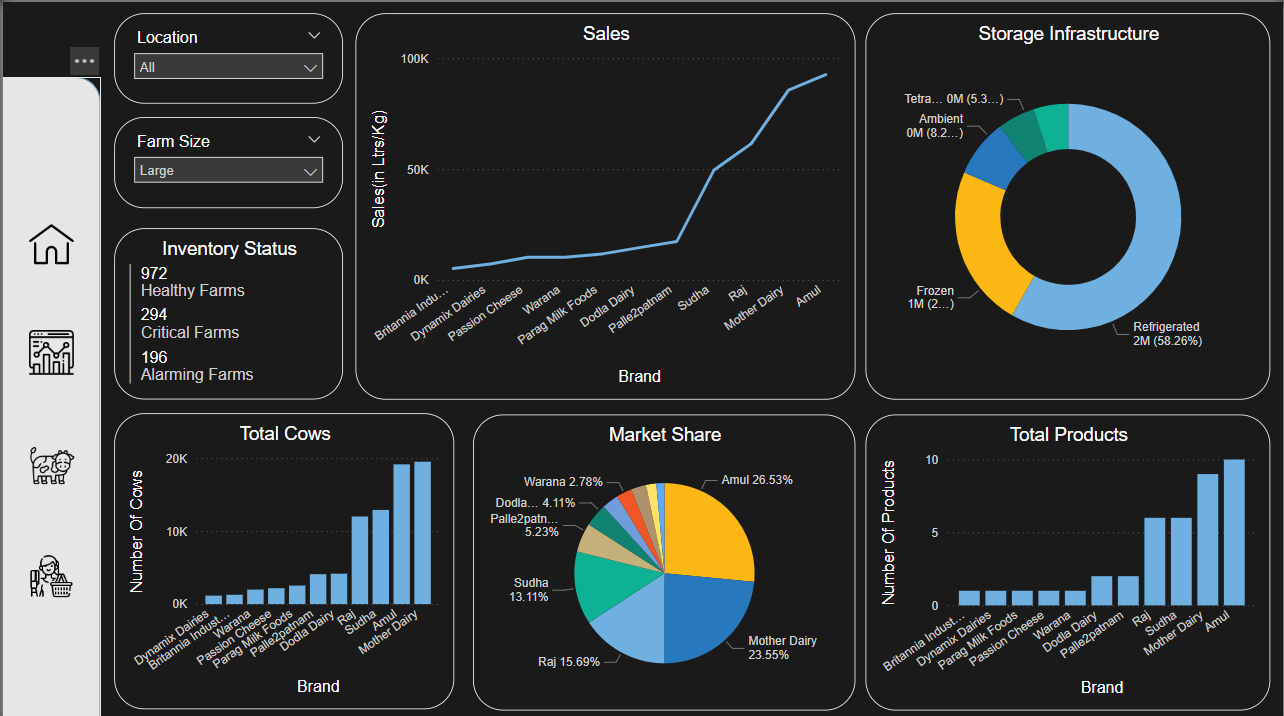 Location
All
Farm Size
Large
Inventory Status
972
Healthy Farms
294
Critical Farms
196
Alarming Farms
Sales
Sales(in Ltrs/Kg)
100K
50K
0K
Britannia Indu...
Dynamix Dairies
Passion Cheese
Warana
Parag Milk Foods
Dodla Dairy
Palle2patnam
Sudha
Raj
Mother Dairy
Amul
Brand
Storage Infrastructure
Tetra... 0M (5.3...)
Ambient
0M (8.2...)
Frozen
1M (2...)
Refrigerated
2M (58.26%)
Total Cows
Number Of Cows
20K
10K
0K
Dynamix Dairies
Britannia Indust...
Warana
Passion Cheese
Parag Milk Foods
Palle2patnam
Dodla Dairy
Raj
Sudha
Amul
Mother Dairy
Brand
Market Share
Warana 2.78%
Dodla... 4.11%
Palle2patn...
5.23%
Sudha
13.11%
Raj 15.69%
Amul 26.53%
Mother Dairy
23.55%
Total Products
Number Of Products
10
5
0
Britannia Indust...
Dynamix Dairies
Parag Milk Foods
Passion Cheese
Warana
Dodla Dairy
Palle2patnam
Raj
Sudha
Mother Dairy
Amul
Brand